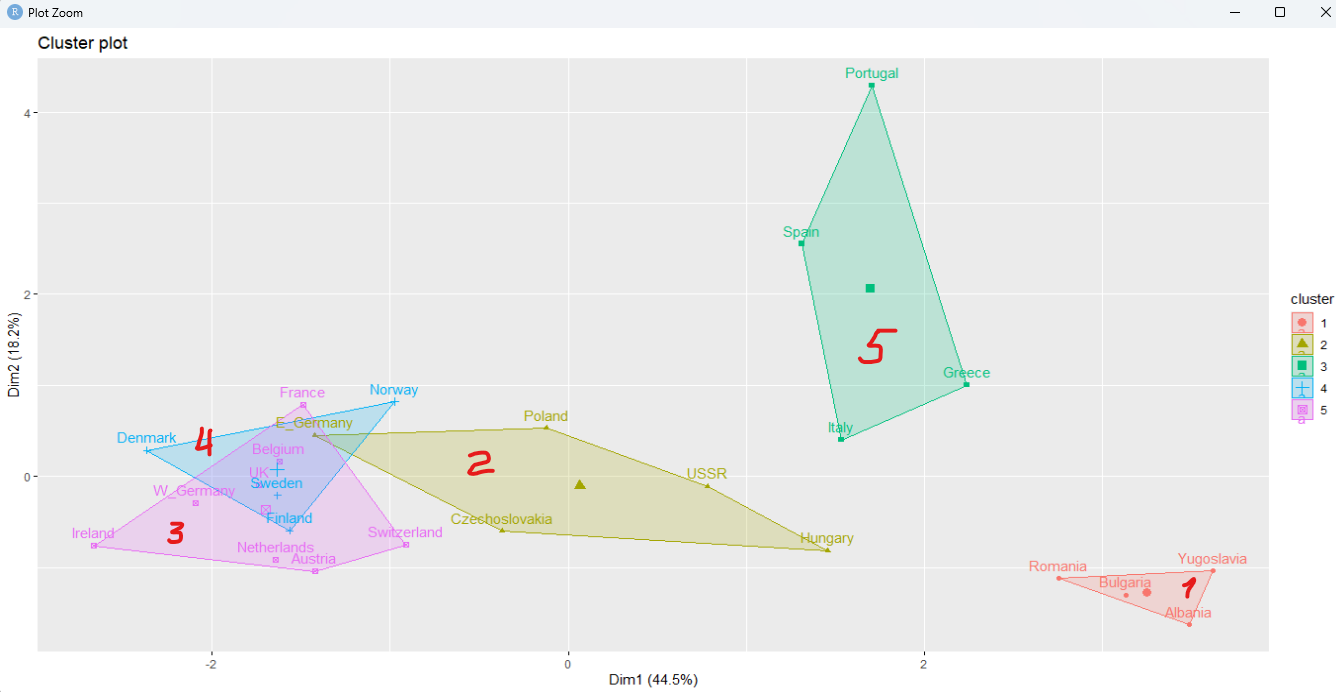 R Plot Zoom
Cluster plot
Portugal
4
Spain
2
5
Greece
Italy
France
Norway
E_Germany
Poland
Denmark
4
Belgium
2
USSR
UK
0
Sweden
W_Germany
Finland
Czechoslovakia
Ireland
3
Switzerland
Hungary
Netherlands
Austria
Yugoslavia
Romania
Bulgaria
1
Albania
-2
0
2
Dim1 (44.5%)
Dim2 (18.2%)
cluster
1
2
3
4
5